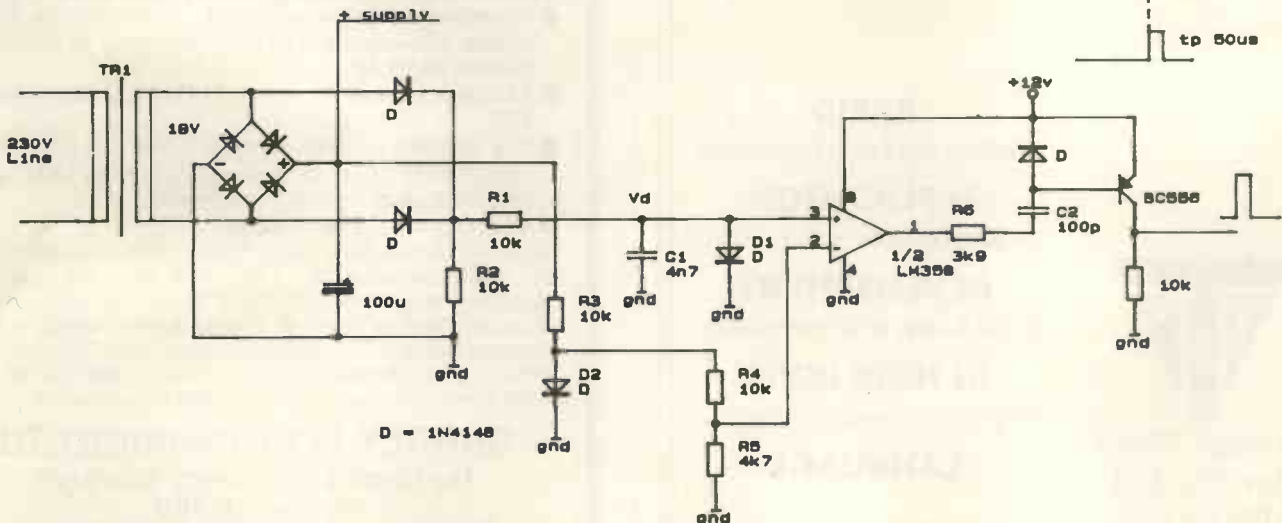 + supply
tp 50us
TR1
+12v
18V
230V
Line
D
D
BC556
R1
10k
Vd
C1
4n7
D1
D
3
2
8
4
1
1/2
LM358
R6
3k9
C2
100p
D
10k
gnd
R2
10k
100u
gnd
R3
10k
gnd
gnd
gnd
D2
D
R4
10k
D = 1N4148
gnd
R5
4k7
gnd